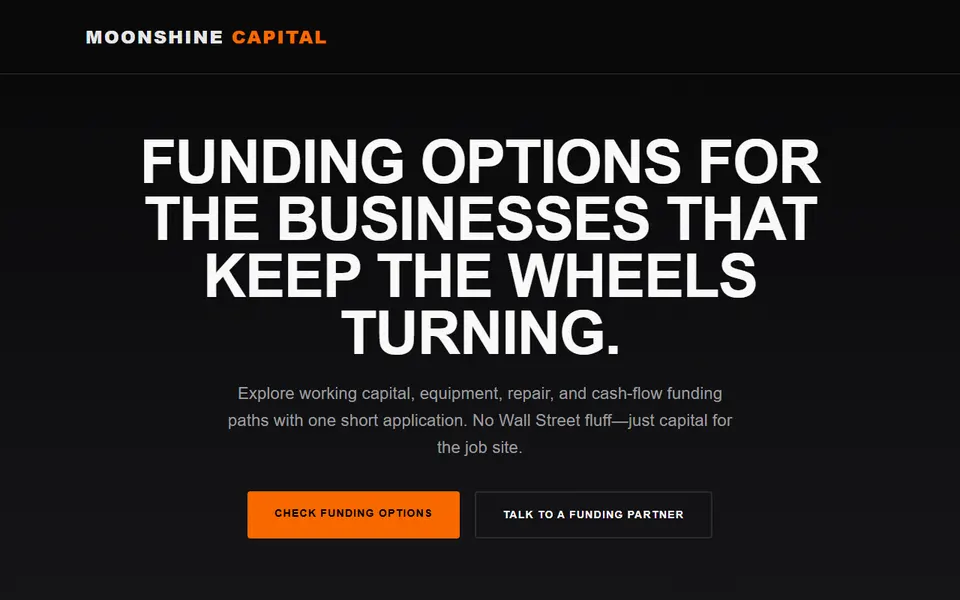 MOONSHINE CAPITAL
FUNDING OPTIONS FOR
THE BUSINESSES THAT
KEEP THE WHEELS
TURNING.
Explore working capital, equipment, repair, and cash-flow funding
paths with one short application. No Wall Street fluff—just capital for
the job site.
CHECK FUNDING OPTIONS
TALK TO A FUNDING PARTNER